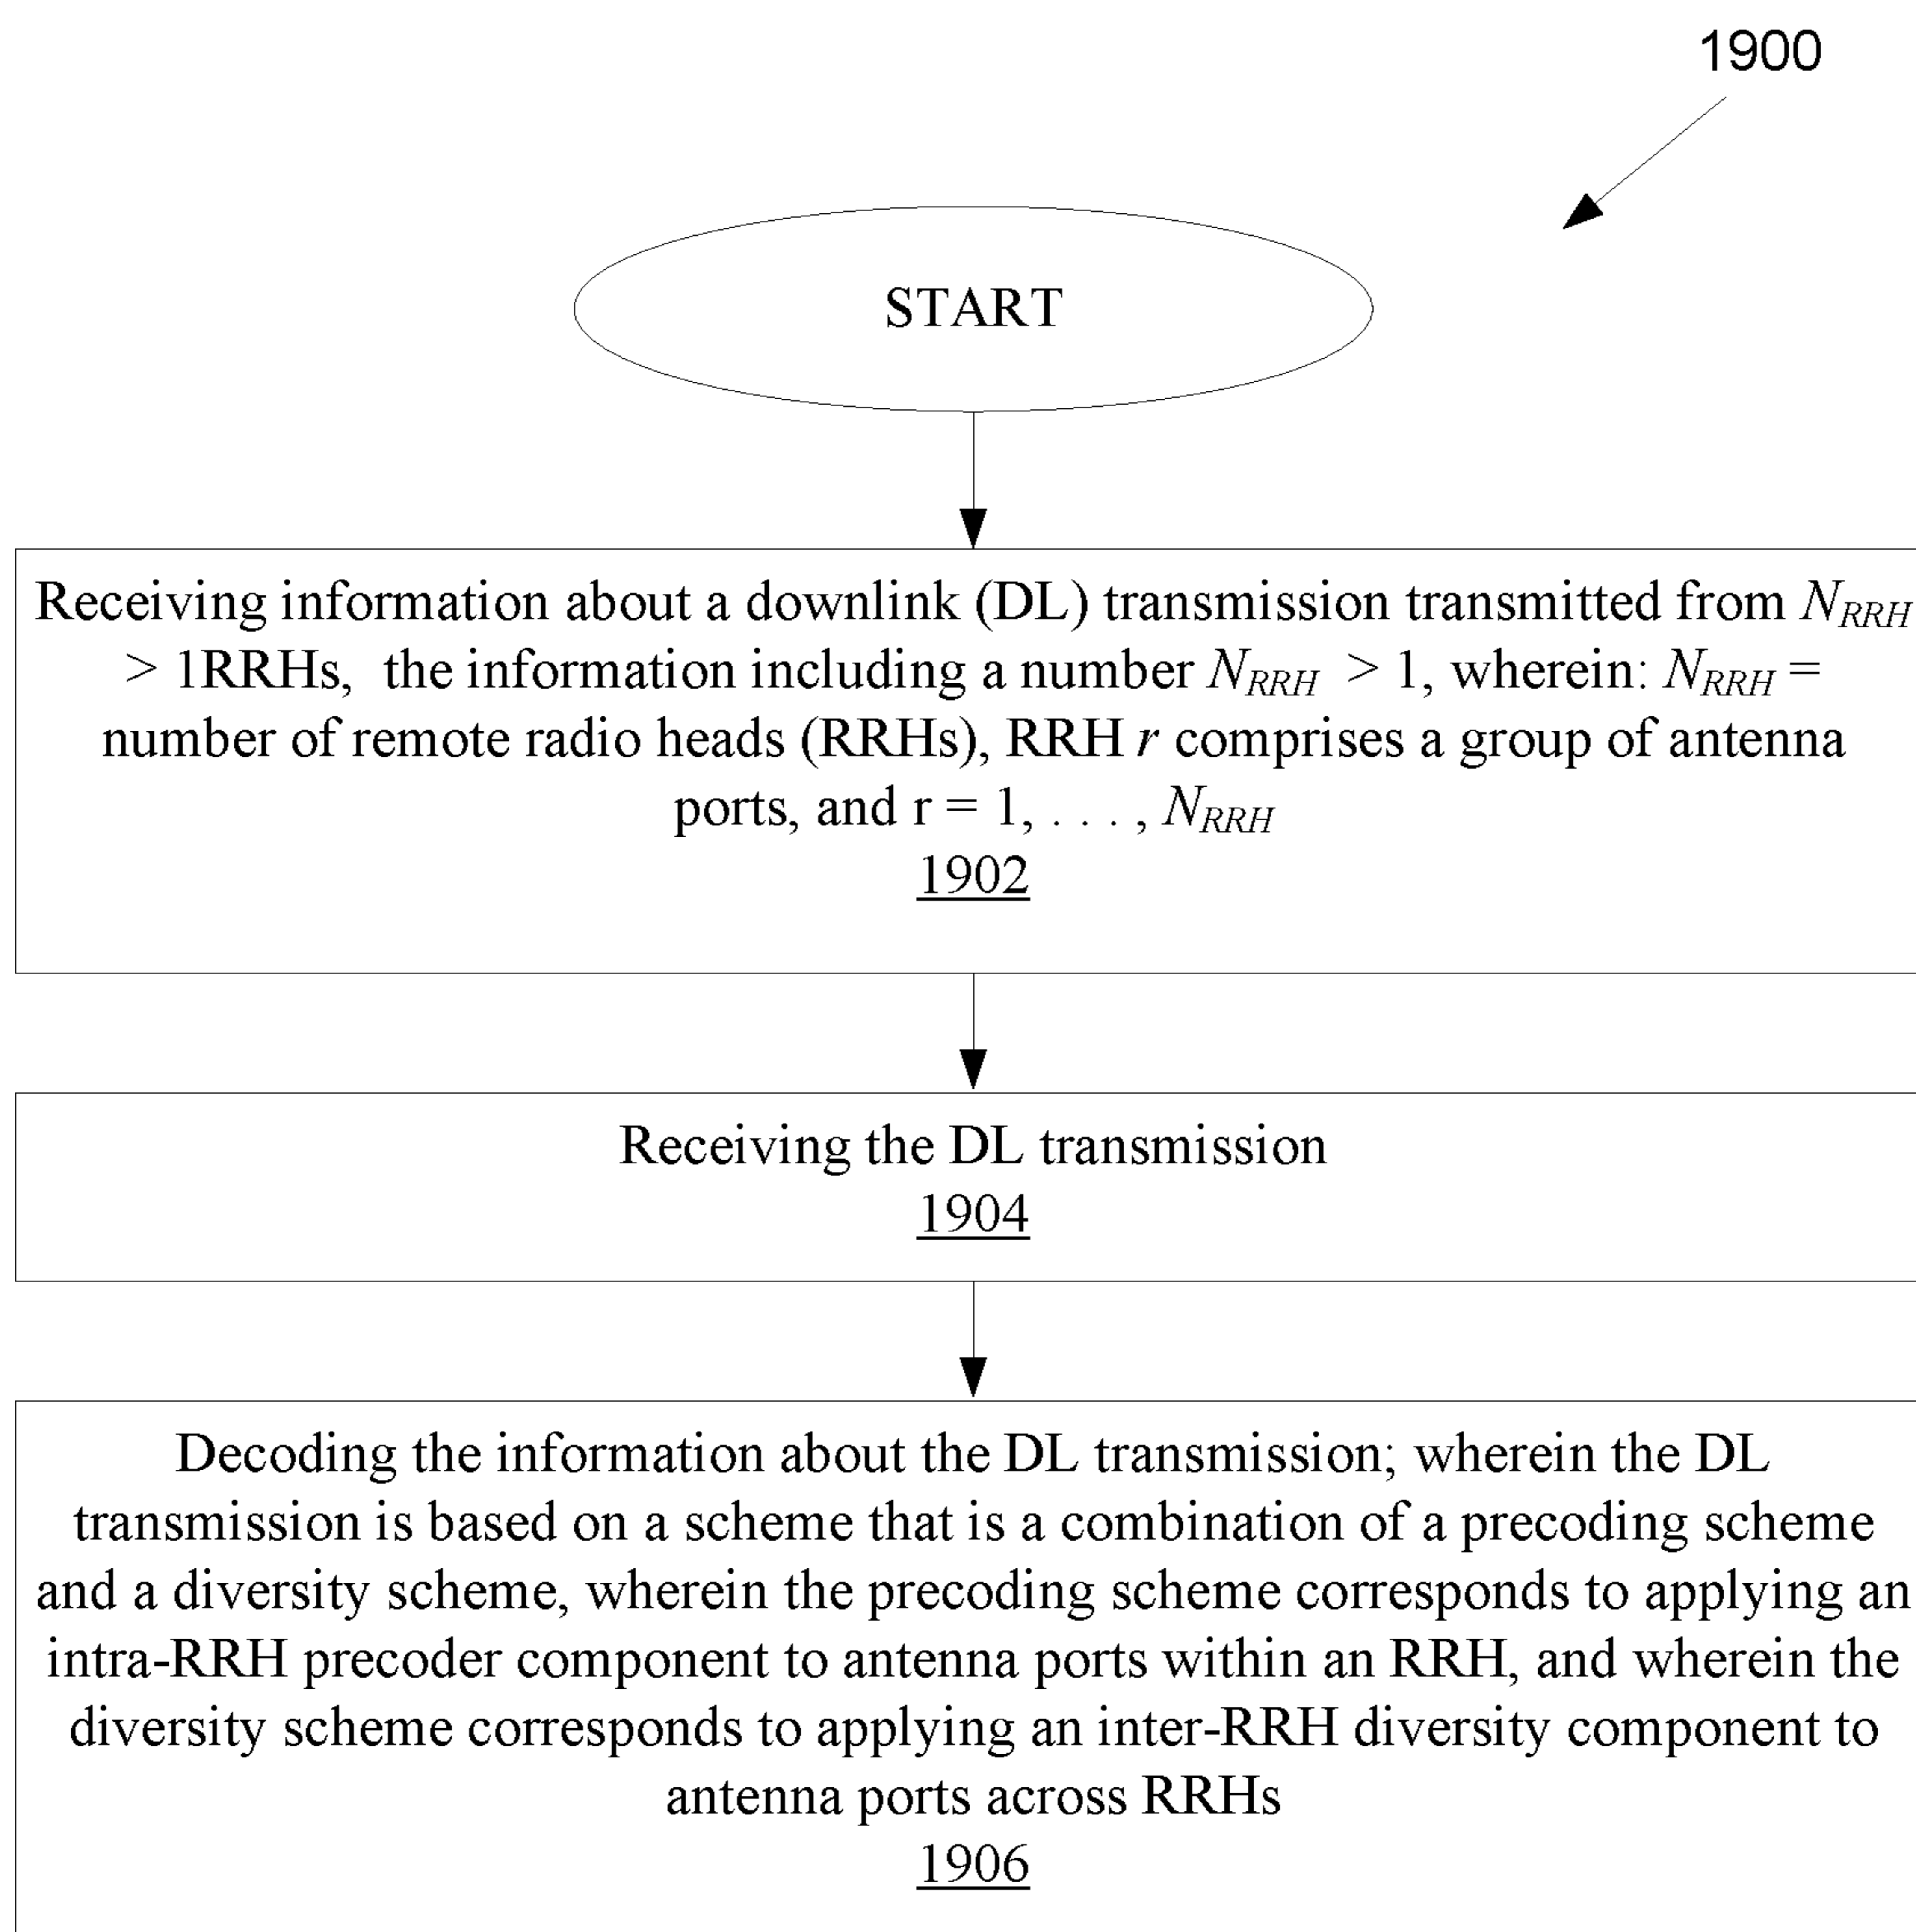 1900
START
Receiving information about a downlink (DL) transmission transmitted from N_RRH
> 1RRHs, the information including a number N_RRH > 1, wherein: N_RRH =
number of remote radio heads (RRHs), RRH r comprises a group of antenna
ports, and r = 1, . . . , N_RRH
1902
Receiving the DL transmission
1904
Decoding the information about the DL transmission; wherein the DL
transmission is based on a scheme that is a combination of a precoding scheme
and a diversity scheme, wherein the precoding scheme corresponds to applying an
intra-RRH precoder component to antenna ports within an RRH, and wherein the
diversity scheme corresponds to applying an inter-RRH diversity component to
antenna ports across RRHs
1906